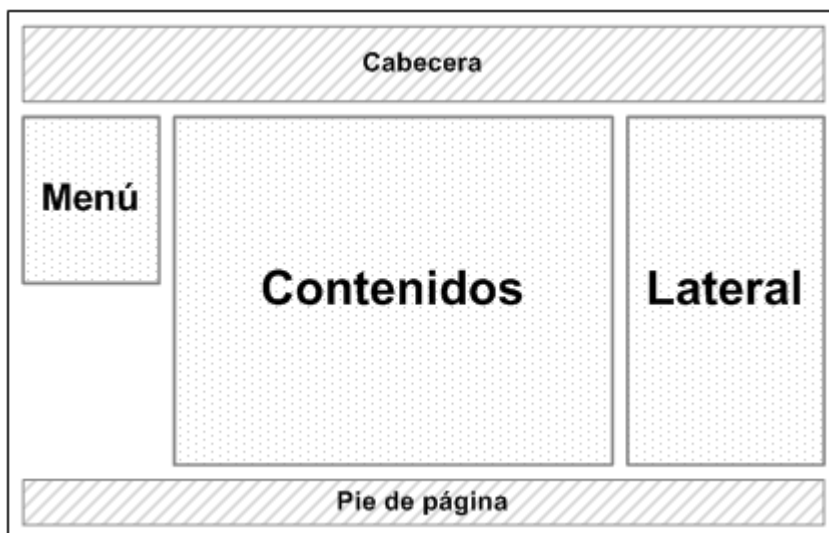 Cabecera
Menú
Contenidos
Lateral
Pie de página